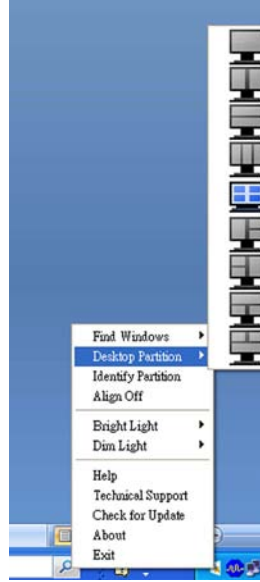 Find Windows
Desktop Partition
Identify Partition
Align Off
Bright Light
Dim Light
Help
Technical Support
Check for Update
About
Exit